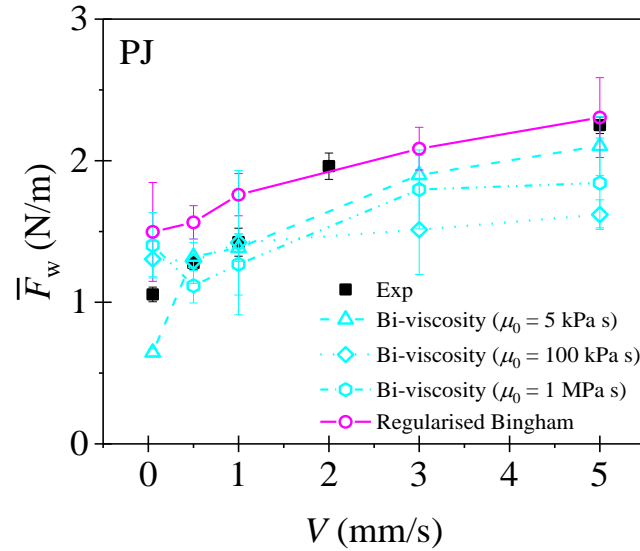 PJ
3
2
1
0
F̅w (N/m)
0 1 2 3 4 5
V (mm/s)
Exp
Bi-viscosity (μ0 = 5 kPa s)
Bi-viscosity (μ0 = 100 kPa s)
Bi-viscosity (μ0 = 1 MPa s)
Regularised Bingham